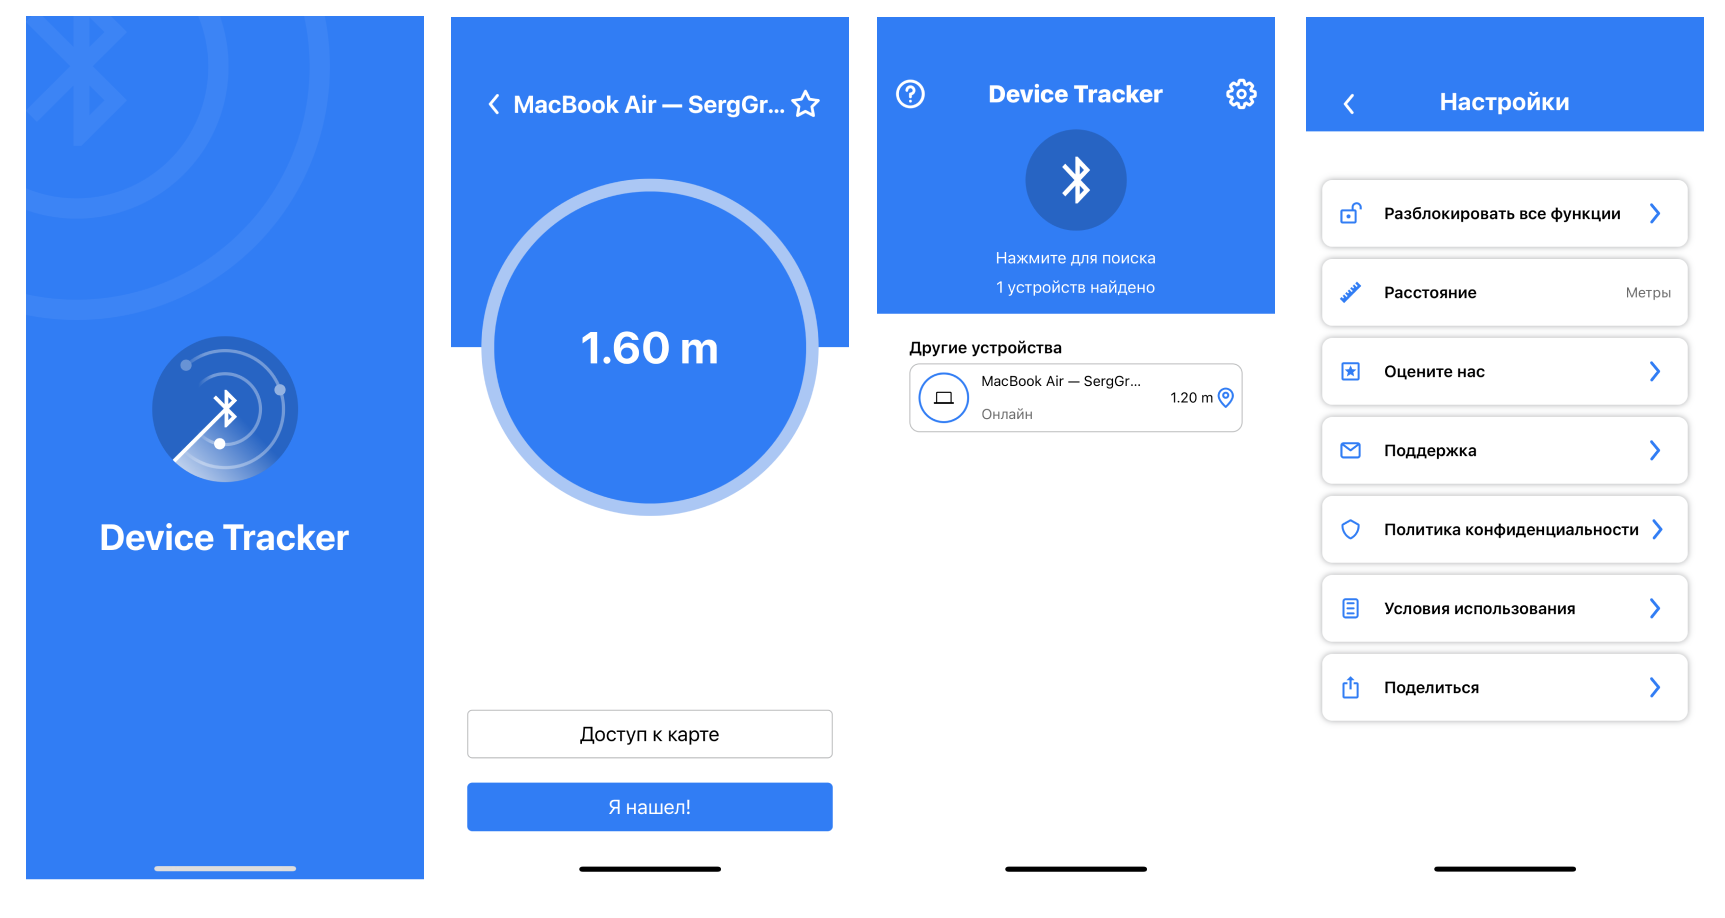 Device Tracker
MacBook Air — SergGr...
1.60 m
Доступ к карте
Я нашел!
Device Tracker
Нажмите для поиска
1 устройств найдено
Другие устройства
MacBook Air — SergGr...
Онлайн
1.20 m
Настройки
Разблокировать все функции
Расстояние
Метры
Оцените нас
Поддержка
Политика конфиденциальности
Условия использования
Поделиться